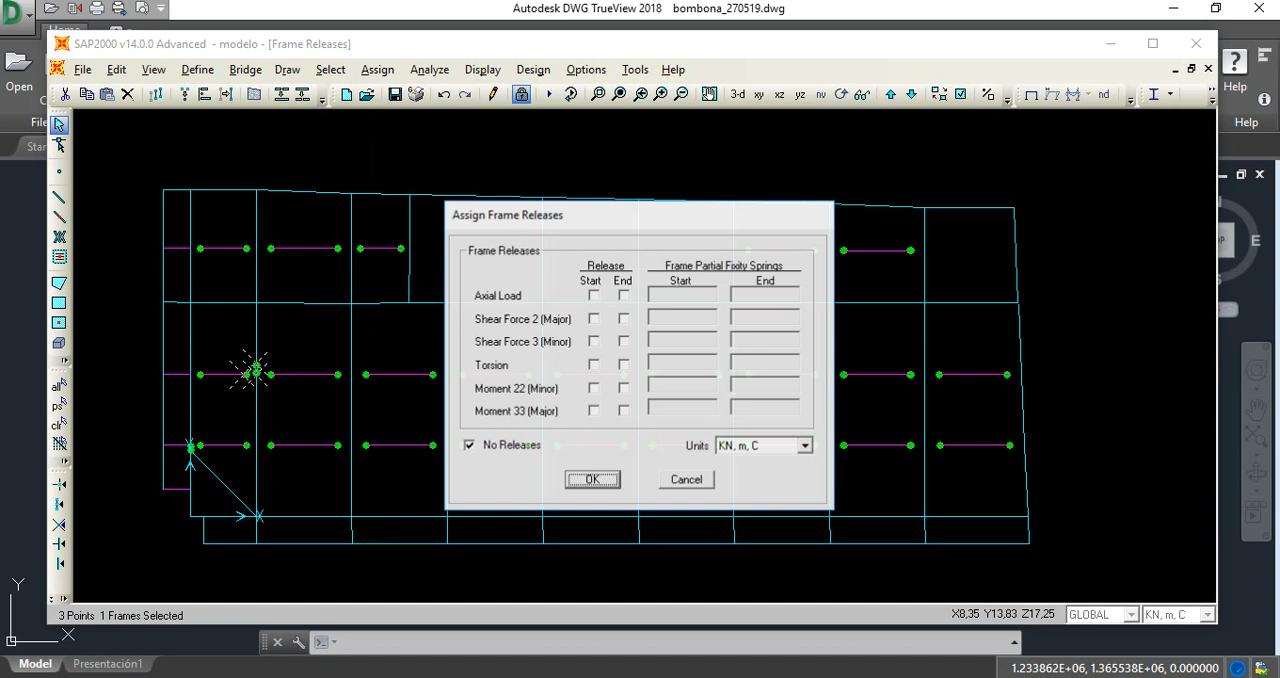 Autodesk DWG TrueView 2018 bombona_270519.dwg
SAP2000 v14.0.0 Advanced - modelo - [Frame Releases]
File Edit View Define Bridge Draw Select Assign Analyze Display Design Options Tools Help
Open
3-d xy xz yz nv
nd
Help
File
Help
Star
all
ps
clr
Assign Frame Releases
Frame Releases
Release
Frame Partial Fixity Springs
Start End Start End
Axial Load
Shear Force 2 (Major)
Shear Force 3 (Minor)
Torsion
Moment 22 (Minor)
Moment 33 (Major)
No Releases
Units KN, m, C
OK Cancel
E
Y
X
3 Points 1 Frames Selected
X8,35 Y13,83 Z17,25
GLOBAL
KN, m, C
Model Presentación1
1.233862E+06, 1.365538E+06, 0.000000